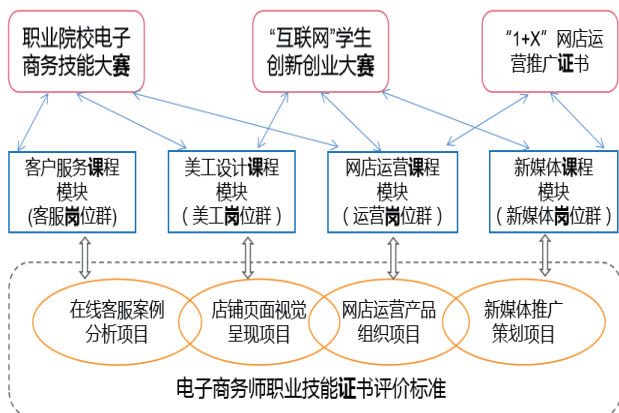 职业院校电子
商务技能大赛
“互联网”学生
创新创业大赛
“1+X”网店运
营推广证书
客户服务课程
模块
(客服岗位群)
美工设计课程
模块
（美工岗位群）
网店运营课程
模块
（运营岗位群）
新媒体课程
模块
（新媒体岗位群）
在线客服案例
分析项目
店铺页面视觉
呈现项目
网店运营产品
组织项目
新媒体推广
策划项目
电子商务师职业技能证书评价标准